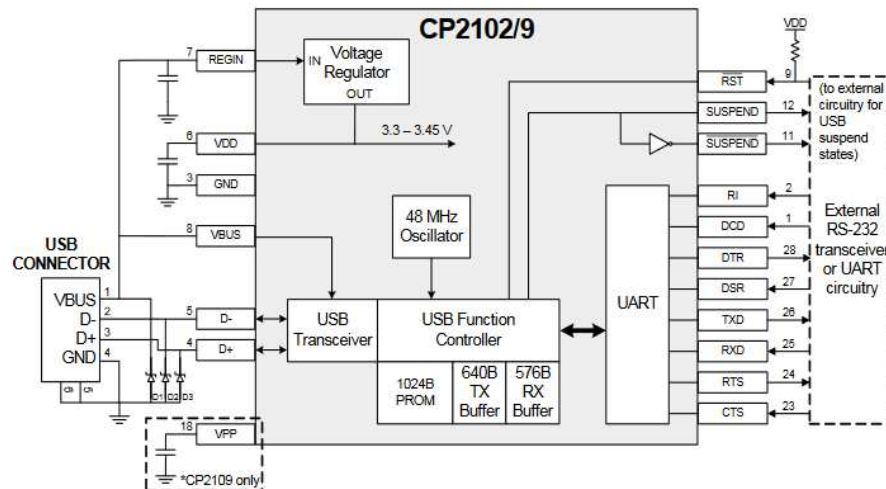 CP2102/9
7
REGIN
IN
Voltage
Regulator
OUT
6
VDD
3.3 – 3.45 V
3
GND
8
VBUS
48 MHz
Oscillator
USB
CONNECTOR
VBUS
1
D-
2
D+
3
GND
4
6
5
D1
D2
D3
5
D-
4
D+
USB
Transceiver
USB Function
Controller
1024B
PROM
640B
TX
Buffer
576B
RX
Buffer
UART
18
VPP
*CP2109 only
VDD
RST
9
SUSPEND
12
SUSPEND
11
(to external
circuitry for
USB
suspend
states)
RI
2
DCD
1
DTR
28
DSR
27
TXD
26
RXD
25
RTS
24
CTS
23
External
RS-232
transceiver
or UART
circuitry